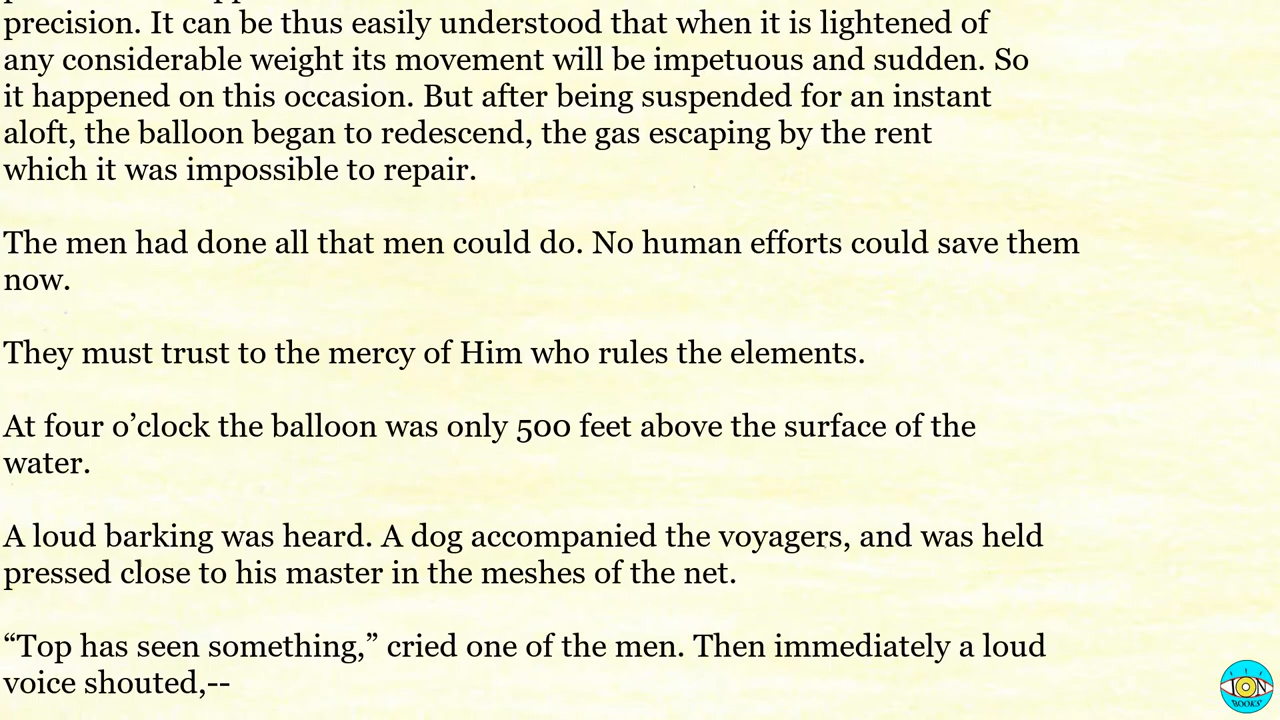 precision. It can be thus easily understood that when it is lightened of
any considerable weight its movement will be impetuous and sudden. So
it happened on this occasion. But after being suspended for an instant
aloft, the balloon began to redescend, the gas escaping by the rent
which it was impossible to repair.
The men had done all that men could do. No human efforts could save them
now.
They must trust to the mercy of Him who rules the elements.
At four o’clock the balloon was only 500 feet above the surface of the
water.
A loud barking was heard. A dog accompanied the voyagers, and was held
pressed close to his master in the meshes of the net.
“Top has seen something,” cried one of the men. Then immediately a loud
voice shouted,--
ION
BOOKS